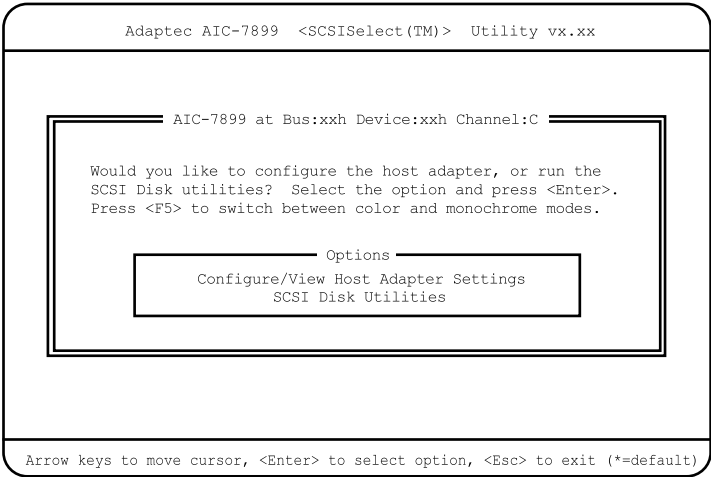 Adaptec AIC-7899 <SCSISelect(TM)> Utility vx.xx
AIC-7899 at Bus:xxh Device:xxh Channel:C
Would you like to configure the host adapter, or run the
SCSI Disk utilities? Select the option and press <Enter>.
Press <F5> to switch between color and monochrome modes.
Options
Configure/View Host Adapter Settings
SCSI Disk Utilities
Arrow keys to move cursor, <Enter> to select option, <Esc> to exit (*=default)